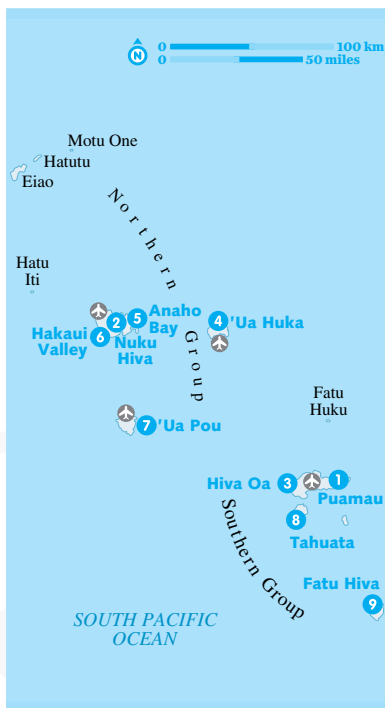 0 100 km
N
0 50 miles
Motu One
Hatutu
Eiao
Northern Group
Hatu
Iti
5 Anaho
Bay
4 'Ua Huka
2
Hakaui
Valley
6
Nuku
Hiva
Fatu
Huku
7 'Ua Pou
Hiva Oa 3
1
Puamau
8
Tahuata
Southern Group
Fatu Hiva
9
SOUTH PACIFIC
OCEAN